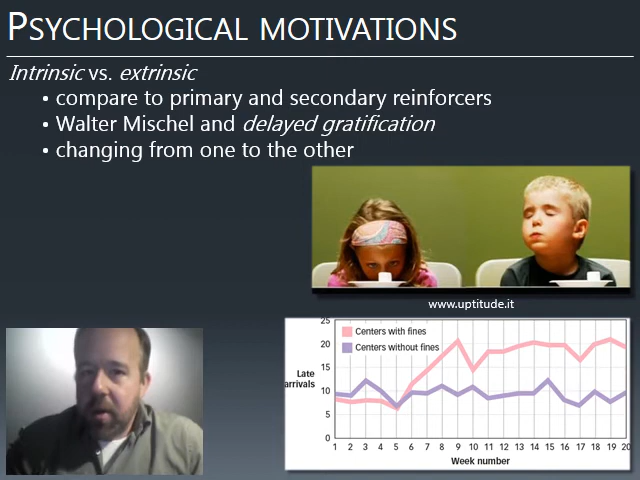 PSYCHOLOGICAL MOTIVATIONS
Intrinsic vs. extrinsic
• compare to primary and secondary reinforcers
• Walter Mischel and delayed gratification
• changing from one to the other
www.uptitude.it
25
Centers with fines
20
Centers without fines
15
Late
arrivals
10
5
0
1 2 3 4 5 6 7 8 9 10 11 12 13 14 15 16 17 18 19 20
Week number